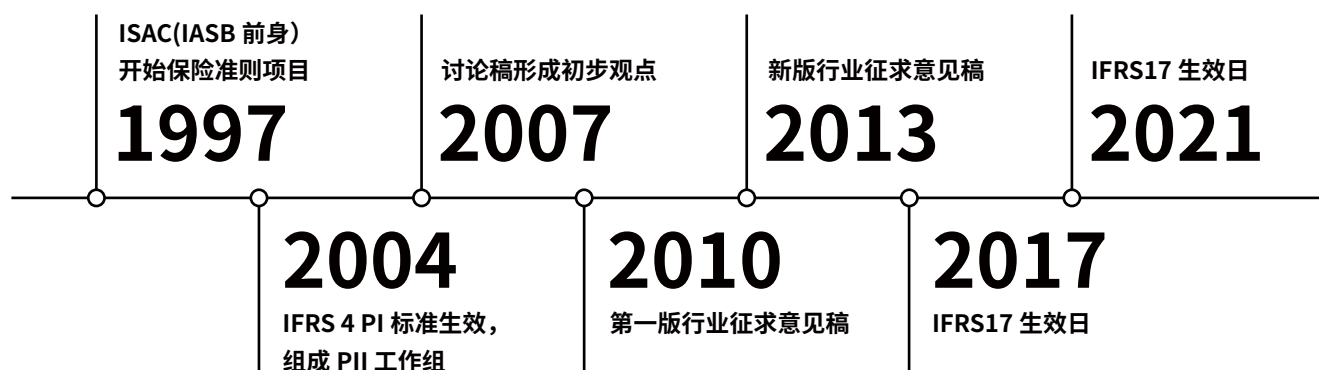 ISAC(IASB 前身）
开始保险准则项目
1997
2004
IFRS 4 PI 标准生效，
组成 PII 工作组
讨论稿形成初步观点
2007
2010
第一版行业征求意见稿
新版行业征求意见稿
2013
2017
IFRS17 生效日
IFRS17 生效日
2021